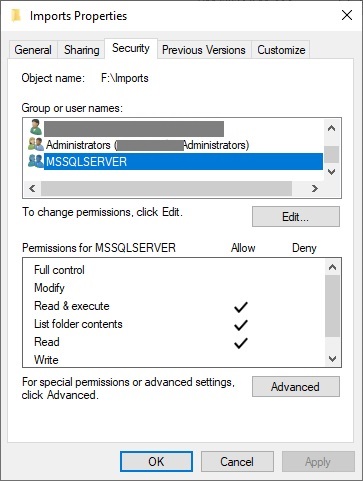 Imports Properties
General
Sharing
Security
Previous Versions
Customize
Object name: F:\Imports
Group or user names:
Administrators ( Administrators)
MSSQLSERVER
To change permissions, click Edit.
Edit...
Permissions for MSSQLSERVER Allow Deny
Full control
Modify
Read & execute
List folder contents
Read
Write
For special permissions or advanced settings,
click Advanced.
Advanced
OK
Cancel
Apply